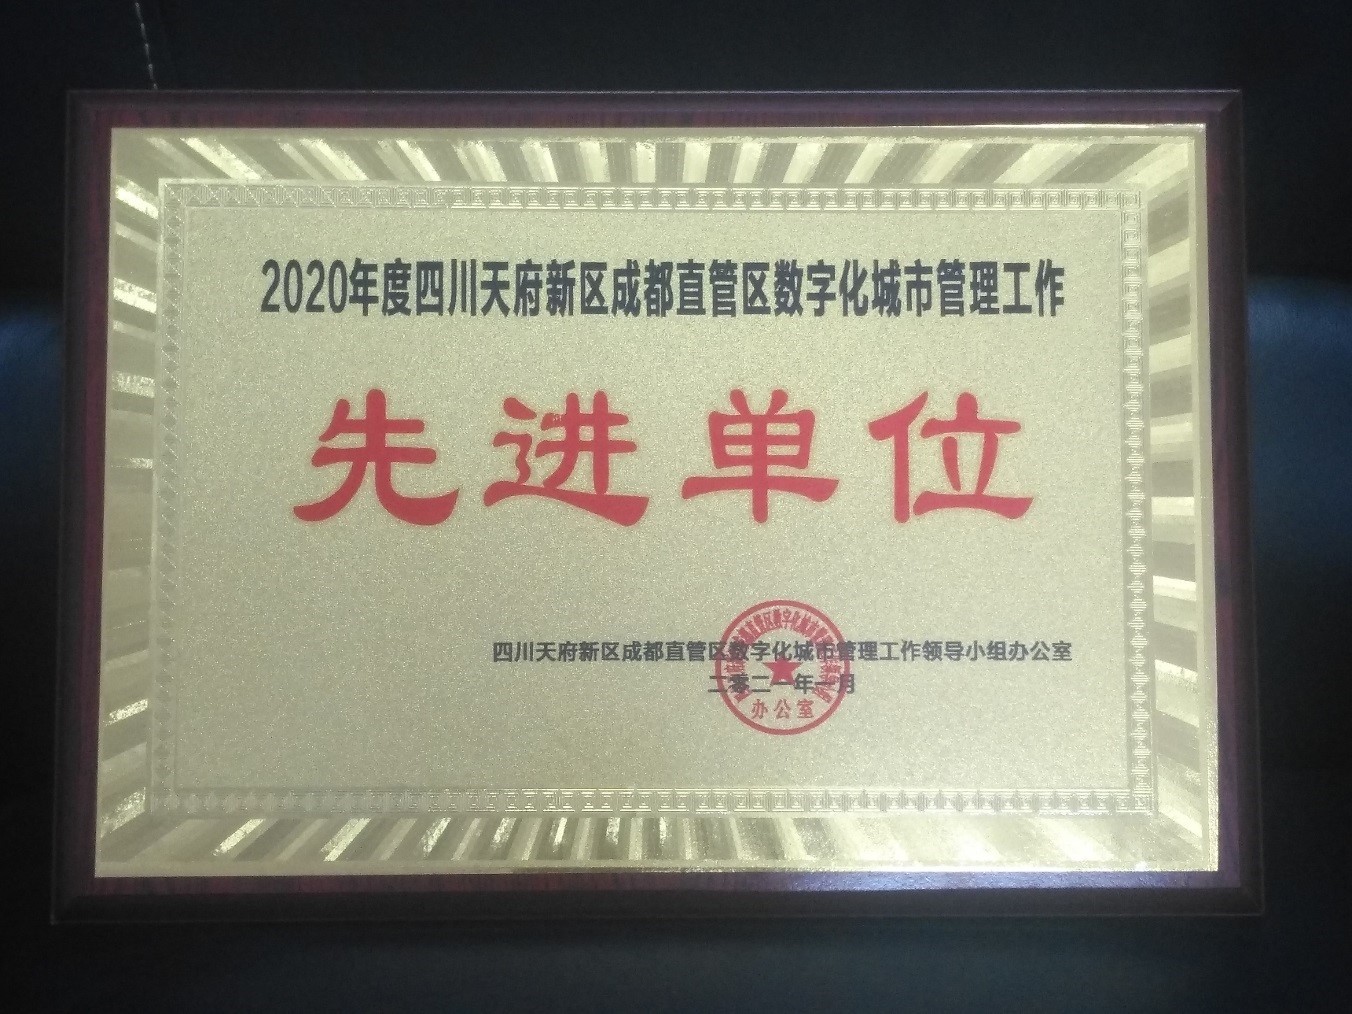 2020年度四川天府新区成都直管区数字化城市管理工作
先进单位
四川天府新区成都直管区数字化城市管理工作领导小组办公室
二零二一年一月
办公室